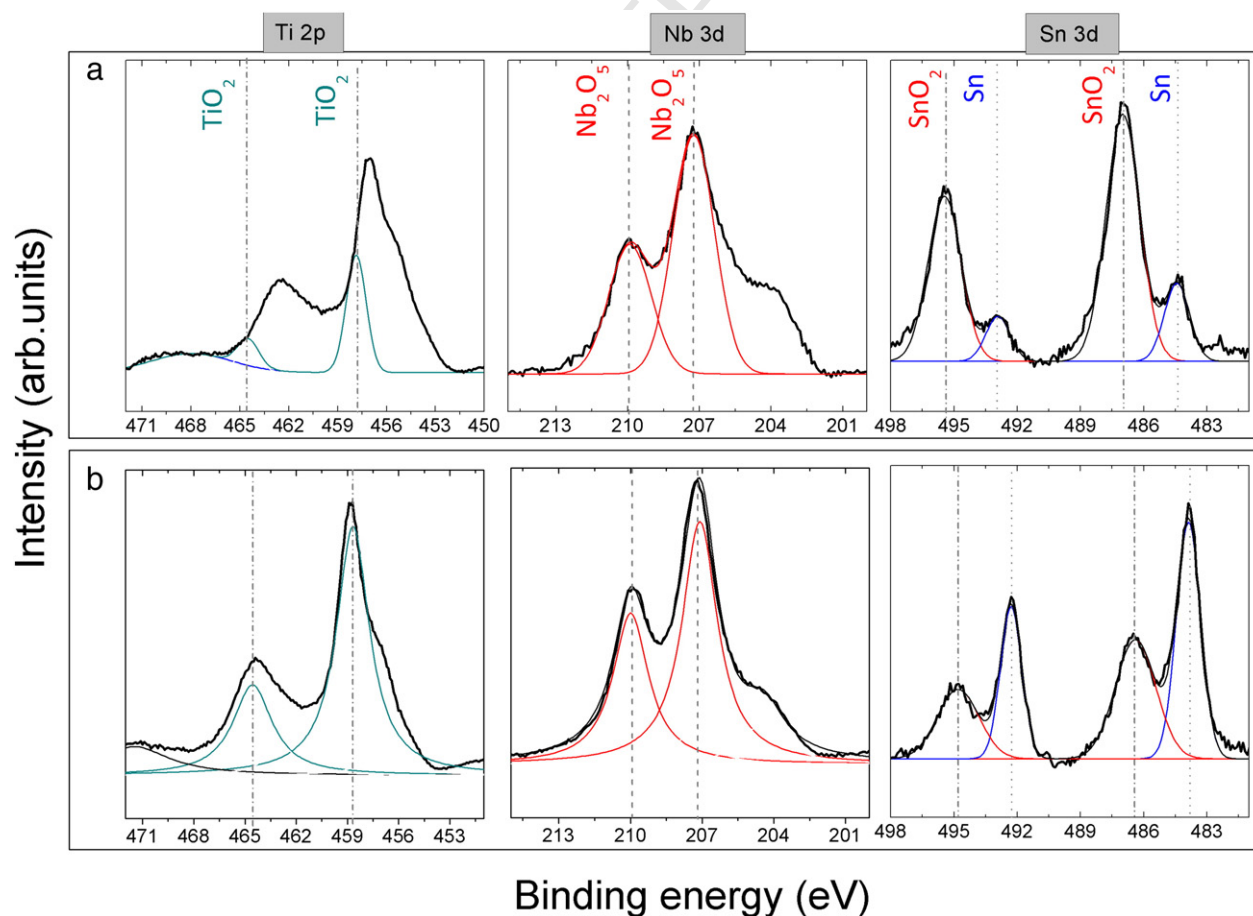 Ti 2p
Nb 3d
Sn 3d
a
TiO2
TiO2
Nb2O5
Nb2O5
SnO2
Sn
SnO2
Sn
471 468 465 462 459 456 453 450
213 210 207 204 201
498 495 492 489 486 483
b
471 468 465 462 459 456 453
213 210 207 204 201
498 495 492 489 486 483
Intensity (arb.units)
Binding energy (eV)